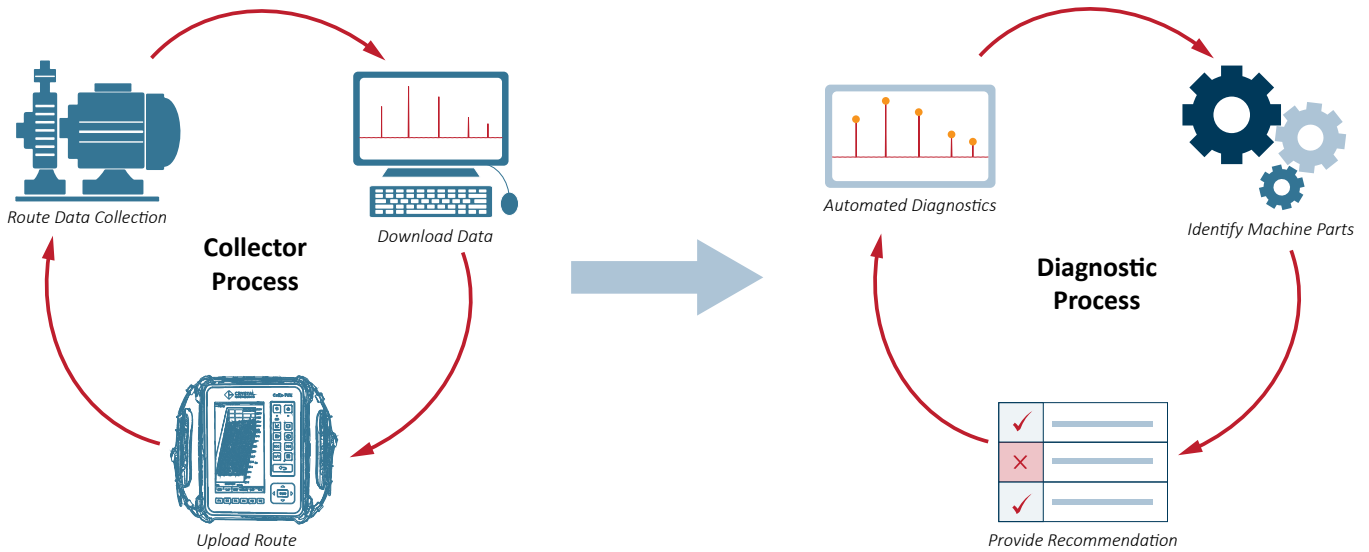 Route Data Collection
Download Data
Collector
Process
Upload Route
Automated Diagnostics
Identify Machine Parts
Diagnostic
Process
Provide Recommendation